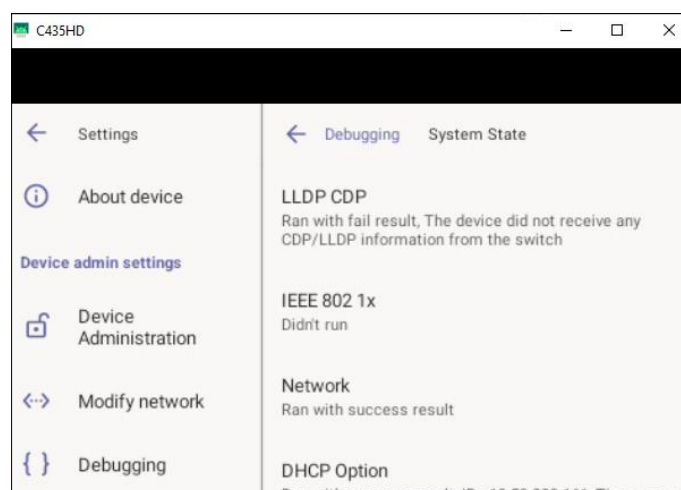 C435HD
Settings
About device
Device admin settings
Device
Administration
Modify network
Debugging
Debugging System State
LLDP CDP
Ran with fail result, The device did not receive any
CDP/LLDP information from the switch
IEEE 802 1x
Didn't run
Network
Ran with success result
DHCP Option